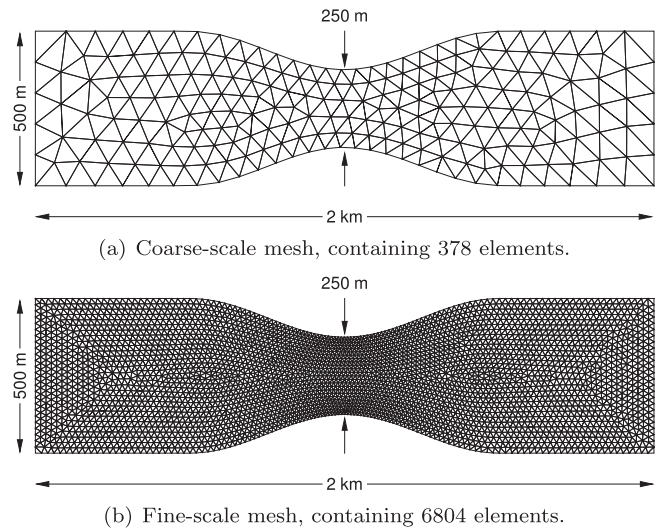 250 m
500 m
2 km
(a) Coarse-scale mesh, containing 378 elements.
250 m
500 m
2 km
(b) Fine-scale mesh, containing 6804 elements.